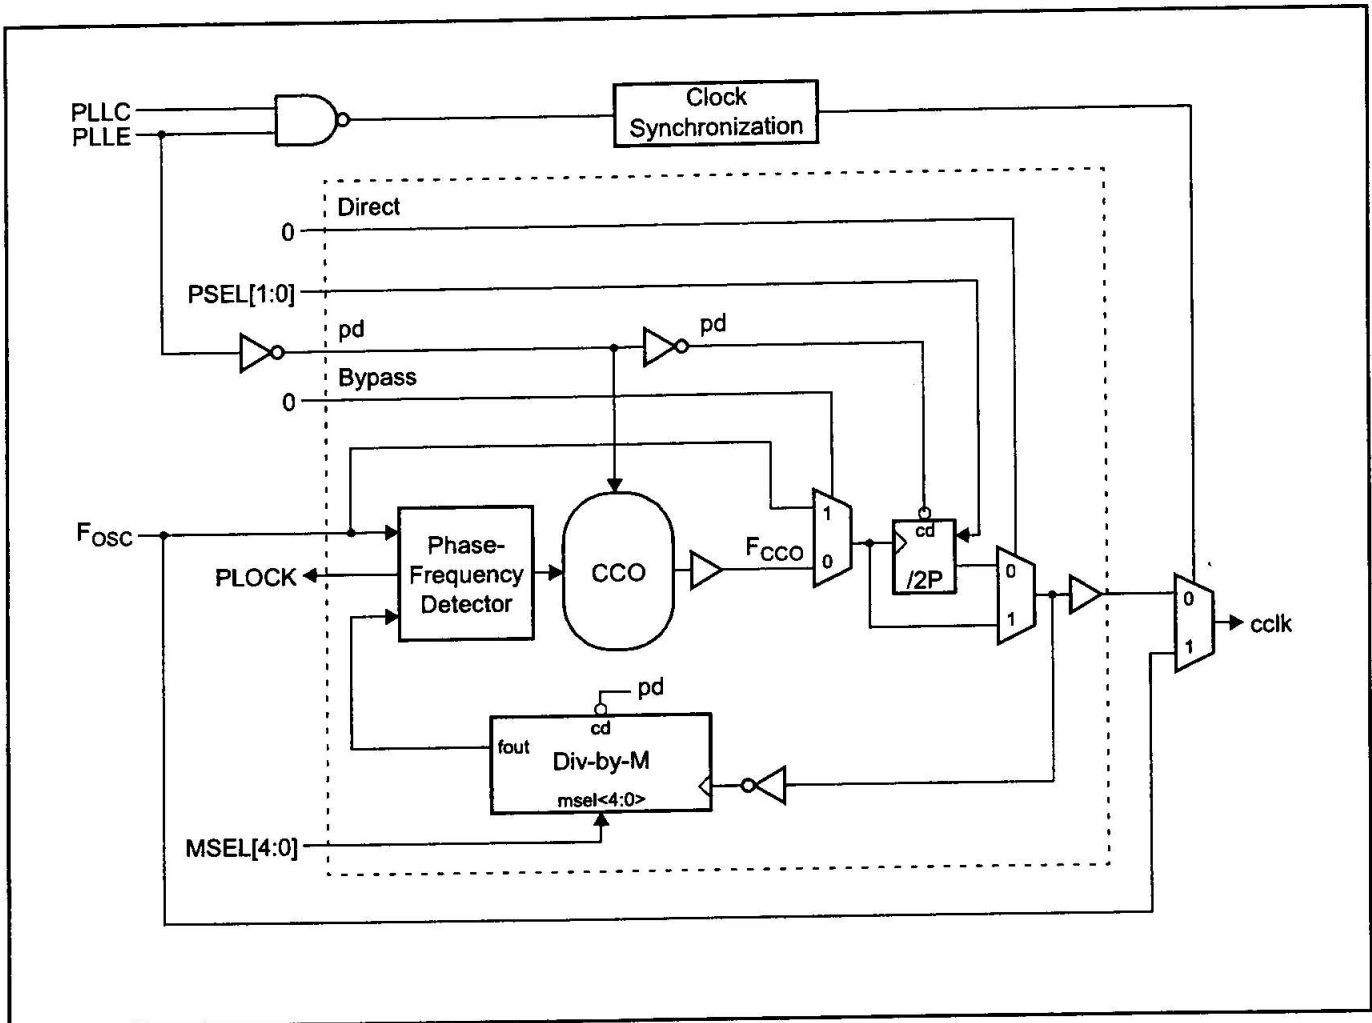 PLLC
PLLE
Clock
Synchronization
Direct
0
PSEL[1:0]
pd
pd
Bypass
0
FOSC
PLOCK
Phase-
Frequency
Detector
CCO
FCCO
1
0
cd
/2P
0
1
0
1
cclk
pd
cd
fout
Div-by-M
msel<4:0>
MSEL[4:0]